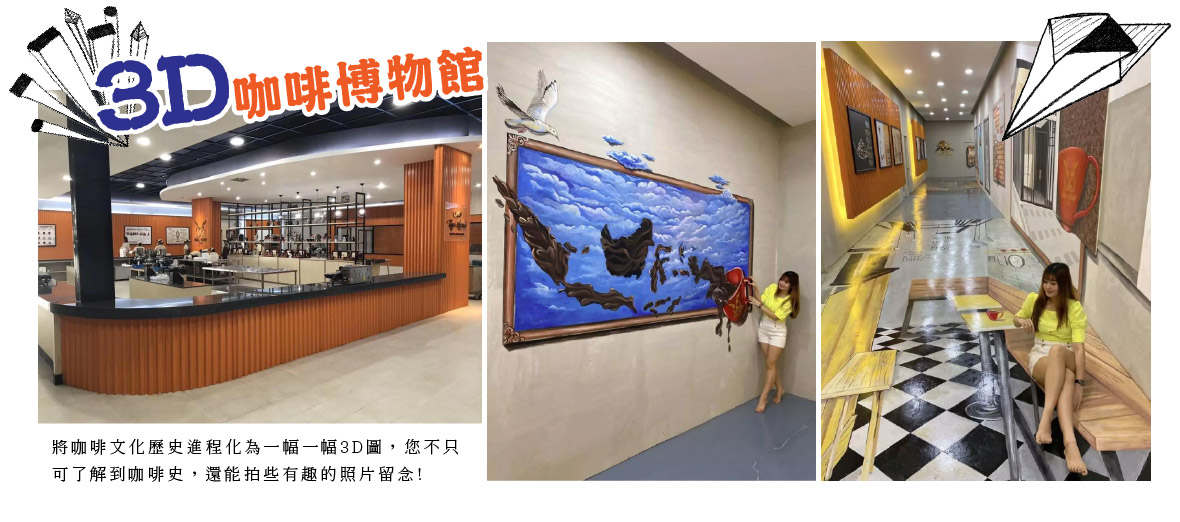 3D咖啡博物館
將咖啡文化歷史進程化為一幅一幅3D圖，您不只
可了解到咖啡史，還能拍些有趣的照片留念!